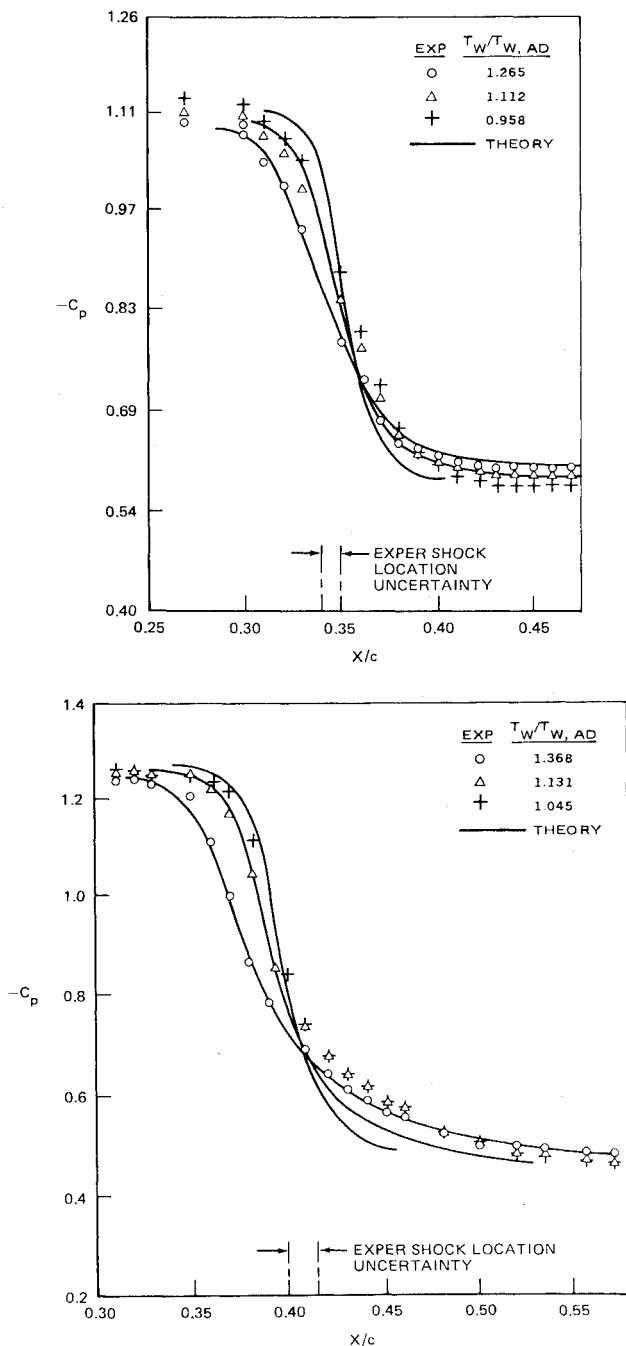 1.26
EXP T_W/T_W, AD
○ 1.265
△ 1.112
+ 0.958
THEORY
1.11
0.97
−C_p
0.83
0.69
0.54
0.40
EXPER SHOCK
LOCATION
UNCERTAINTY
0.25 0.30 0.35 0.40 0.45
X/c
1.4
EXP T_W/T_W, AD
○ 1.368
△ 1.131
+ 1.045
THEORY
1.2
1.0
−C_p
0.8
0.6
0.4
0.2
EXPER SHOCK LOCATION
UNCERTAINTY
0.30 0.35 0.40 0.45 0.50 0.55
X/c